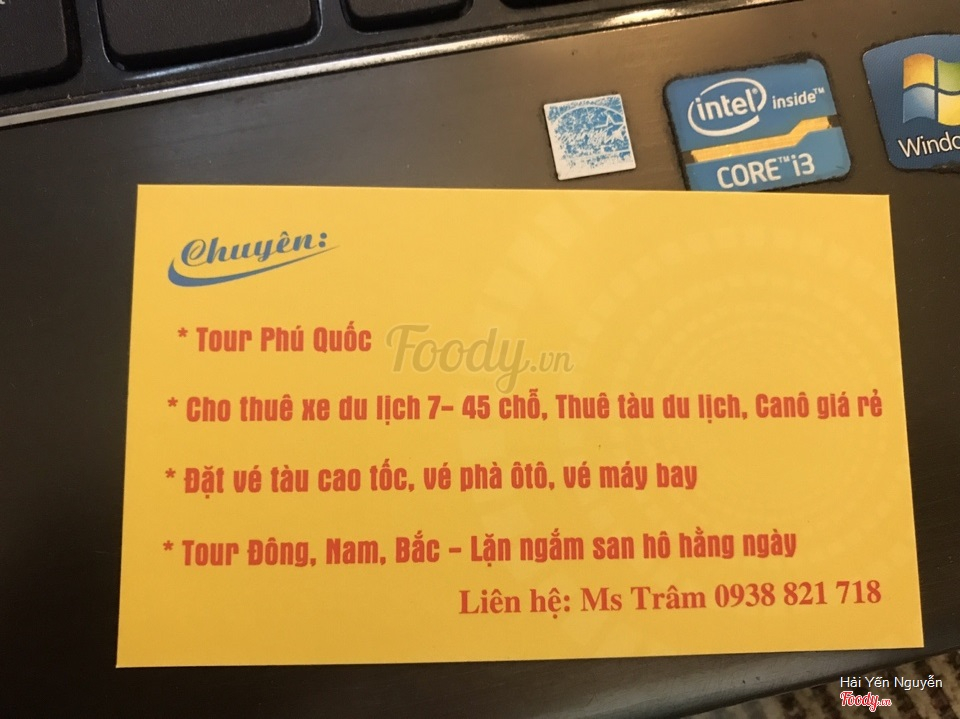 intel inside™
CORE™ i3
Windo
Chuyên:
* Tour Phú Quốc
Foody.vn
* Cho thuê xe du lịch 7- 45 chỗ, Thuê tàu du lịch, Canô giá rẻ
* Đặt vé tàu cao tốc, vé phà ôtô, vé máy bay
* Tour Đông, Nam, Bắc - Lặn ngắm san hô hằng ngày
Liên hệ: Ms Trâm 0938 821 718
Hải Yến Nguyễn
Foody.vn